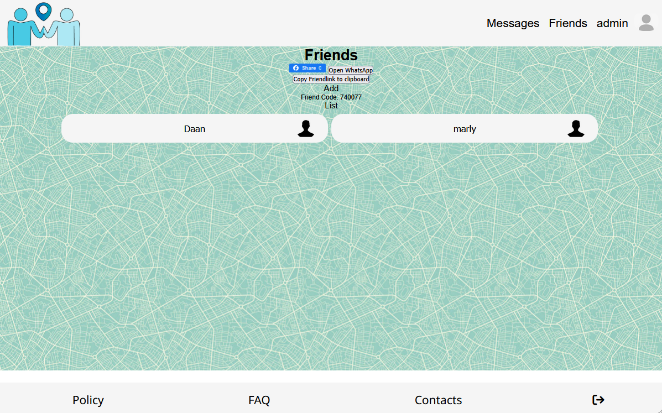 Messages Friends admin
Friends
Share Open WhatsApp
Copy Friendlink to clipboard
Add
Friend Code: 740077
List
Daan marly
Policy FAQ Contacts